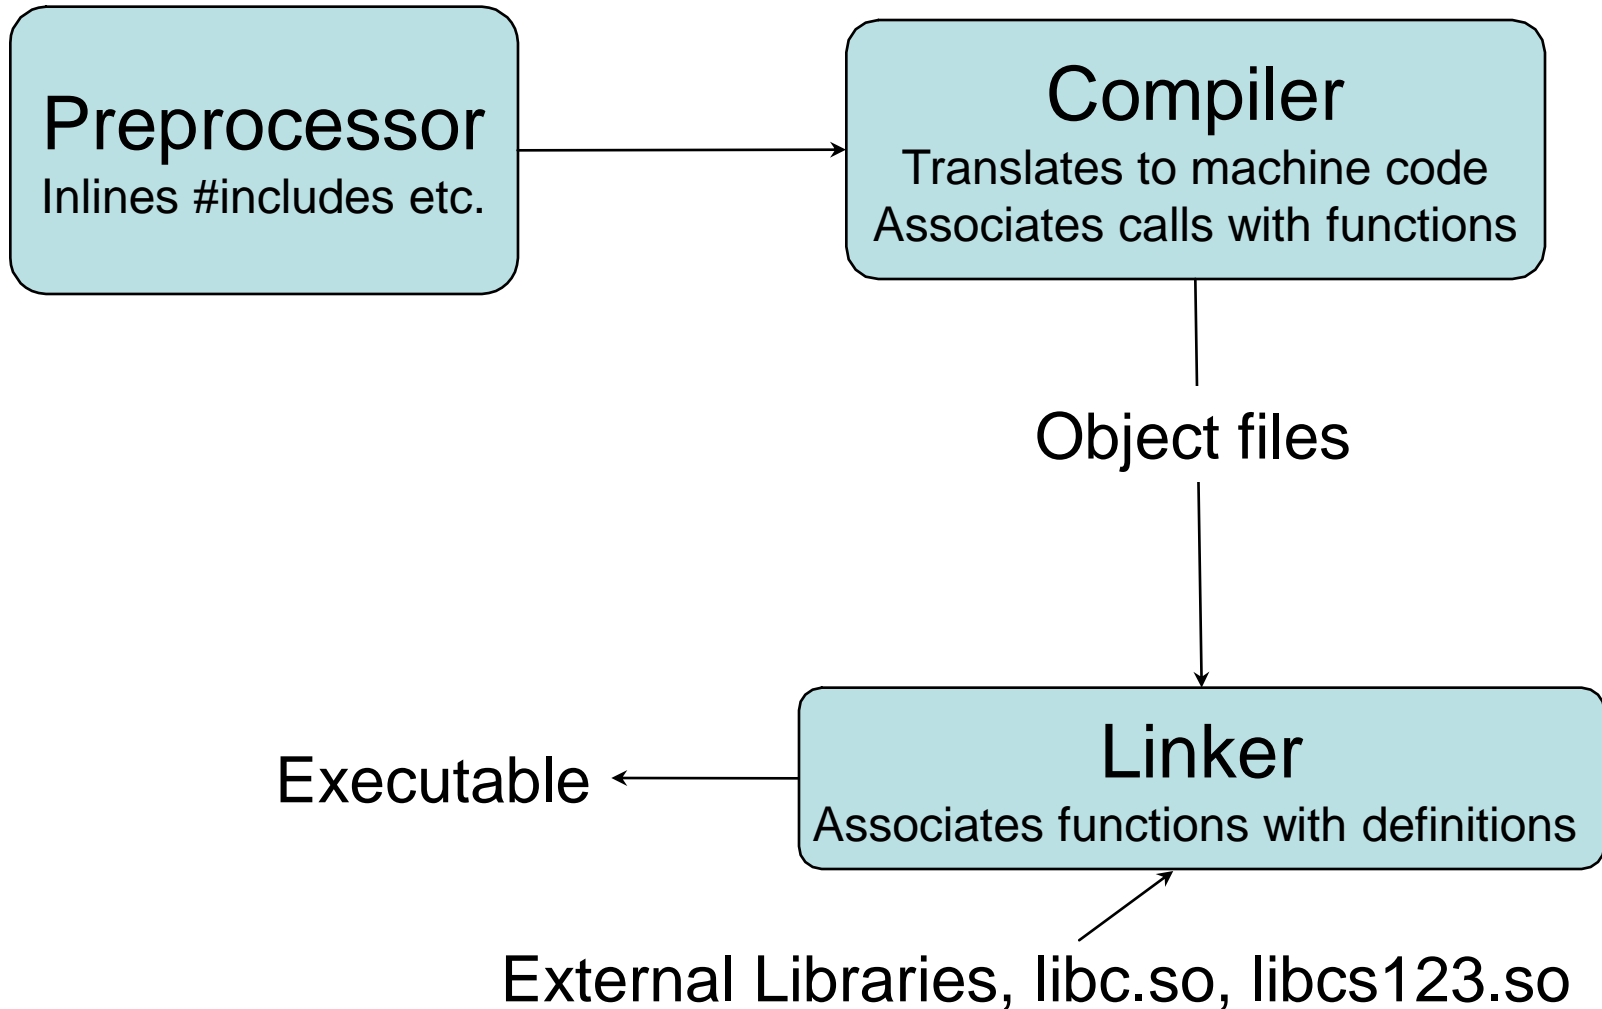 Preprocessor
Inlines #includes etc.
Compiler
Translates to machine code
Associates calls with functions
Object files
Linker
Associates functions with definitions
Executable
External Libraries, libc.so, libcs123.so